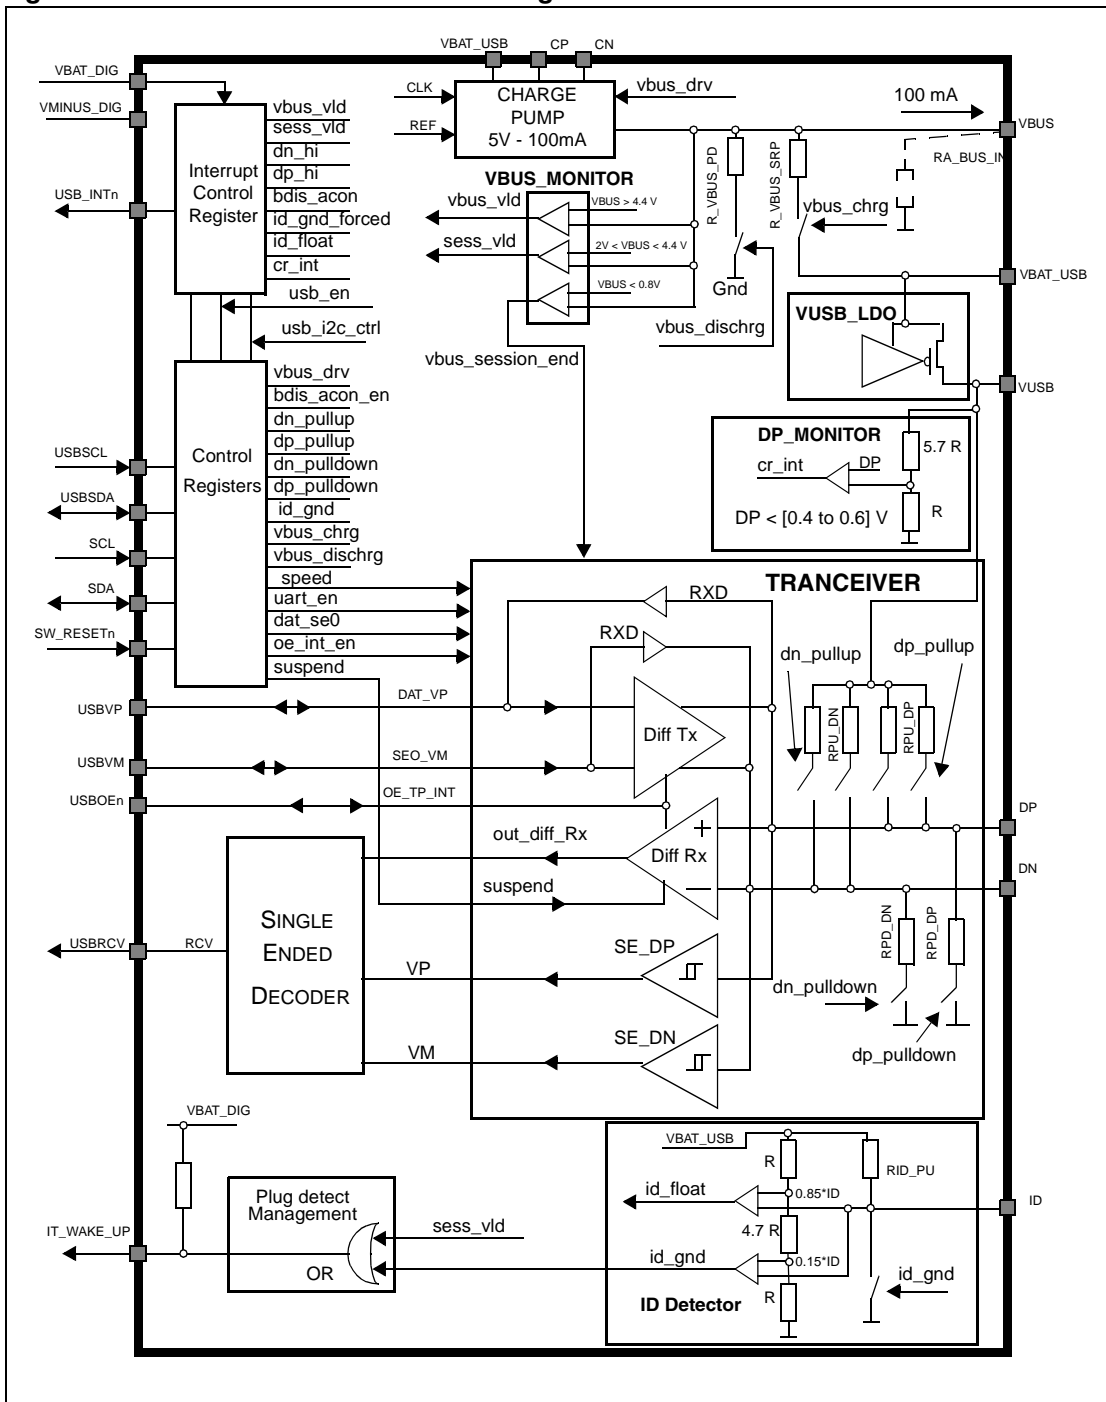 VBAT_USB
CP
CN
VBAT_DIG
VMINUS_DIG
USB_INTn
Interrupt
Control
Register
vbus_vld
sess_vld
dn_hi
dp_hi
bdis_acon
id_gnd_forced
id_float
cr_int
usb_en
usb_i2c_ctrl
CLK
REF
CHARGE
PUMP
5V - 100mA
vbus_drv
100 mA
VBUS
RA_BUS_IN
R_VBUS_PD
R_VBUS_SRP
vbus_chrg
VBUS_MONITOR
vbus_vld
sess_vld
VBUS > 4.4 V
2V < VBUS < 4.4 V
VBUS < 0.8V
Gnd
vbus_dischrg
vbus_session_end
VBAT_USB
VUSB_LDO
VUSB
DP_MONITOR
cr_int
DP
5.7 R
R
DP < [0.4 to 0.6] V
Control
Registers
vbus_drv
bdis_acon_en
dn_pullup
dp_pullup
dn_pulldown
dp_pulldown
id_gnd
vbus_chrg
vbus_dischrg
speed
uart_en
dat_se0
oe_int_en
suspend
USBSCL
USBSDA
SCL
SDA
SW_RESETn
USBVP
USBVM
USBOEn
DAT_VP
SEO_VM
OE_TP_INT
TRANCEIVER
RXD
RXD
Diff Tx
Diff Rx
out_diff_Rx
suspend
dn_pullup
dp_pullup
RPU_DN
RPU_DP
DP
DN
RPD_DN
RPD_DP
dn_pulldown
dp_pulldown
SE_DP
SE_DN
VP
VM
SINGLE
ENDED
DECODER
RCV
USBRCV
VBAT_DIG
IT_WAKE_UP
Plug detect
Management
OR
sess_vld
VBAT_USB
R
RID_PU
id_float
0.85*ID
4.7 R
id_gnd
0.15*ID
R
ID Detector
id_gnd
ID